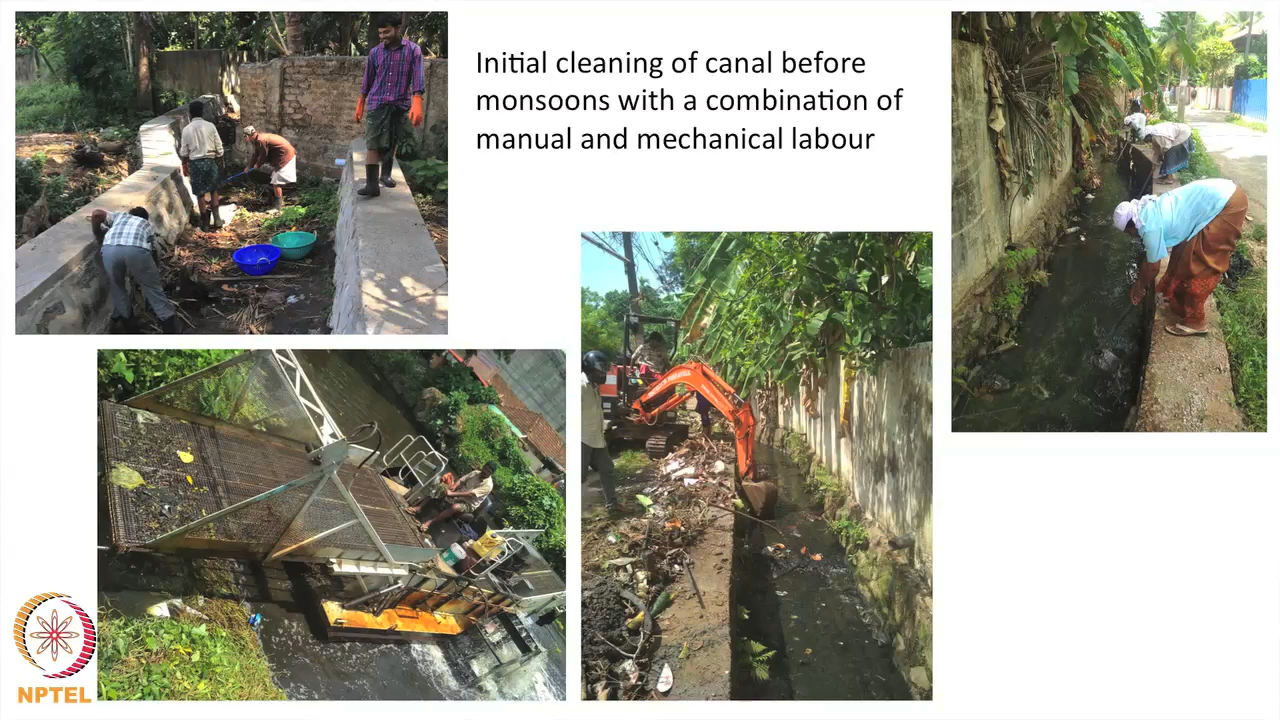 Initial cleaning of canal before
monsoons with a combination of
manual and mechanical labour
NPTEL